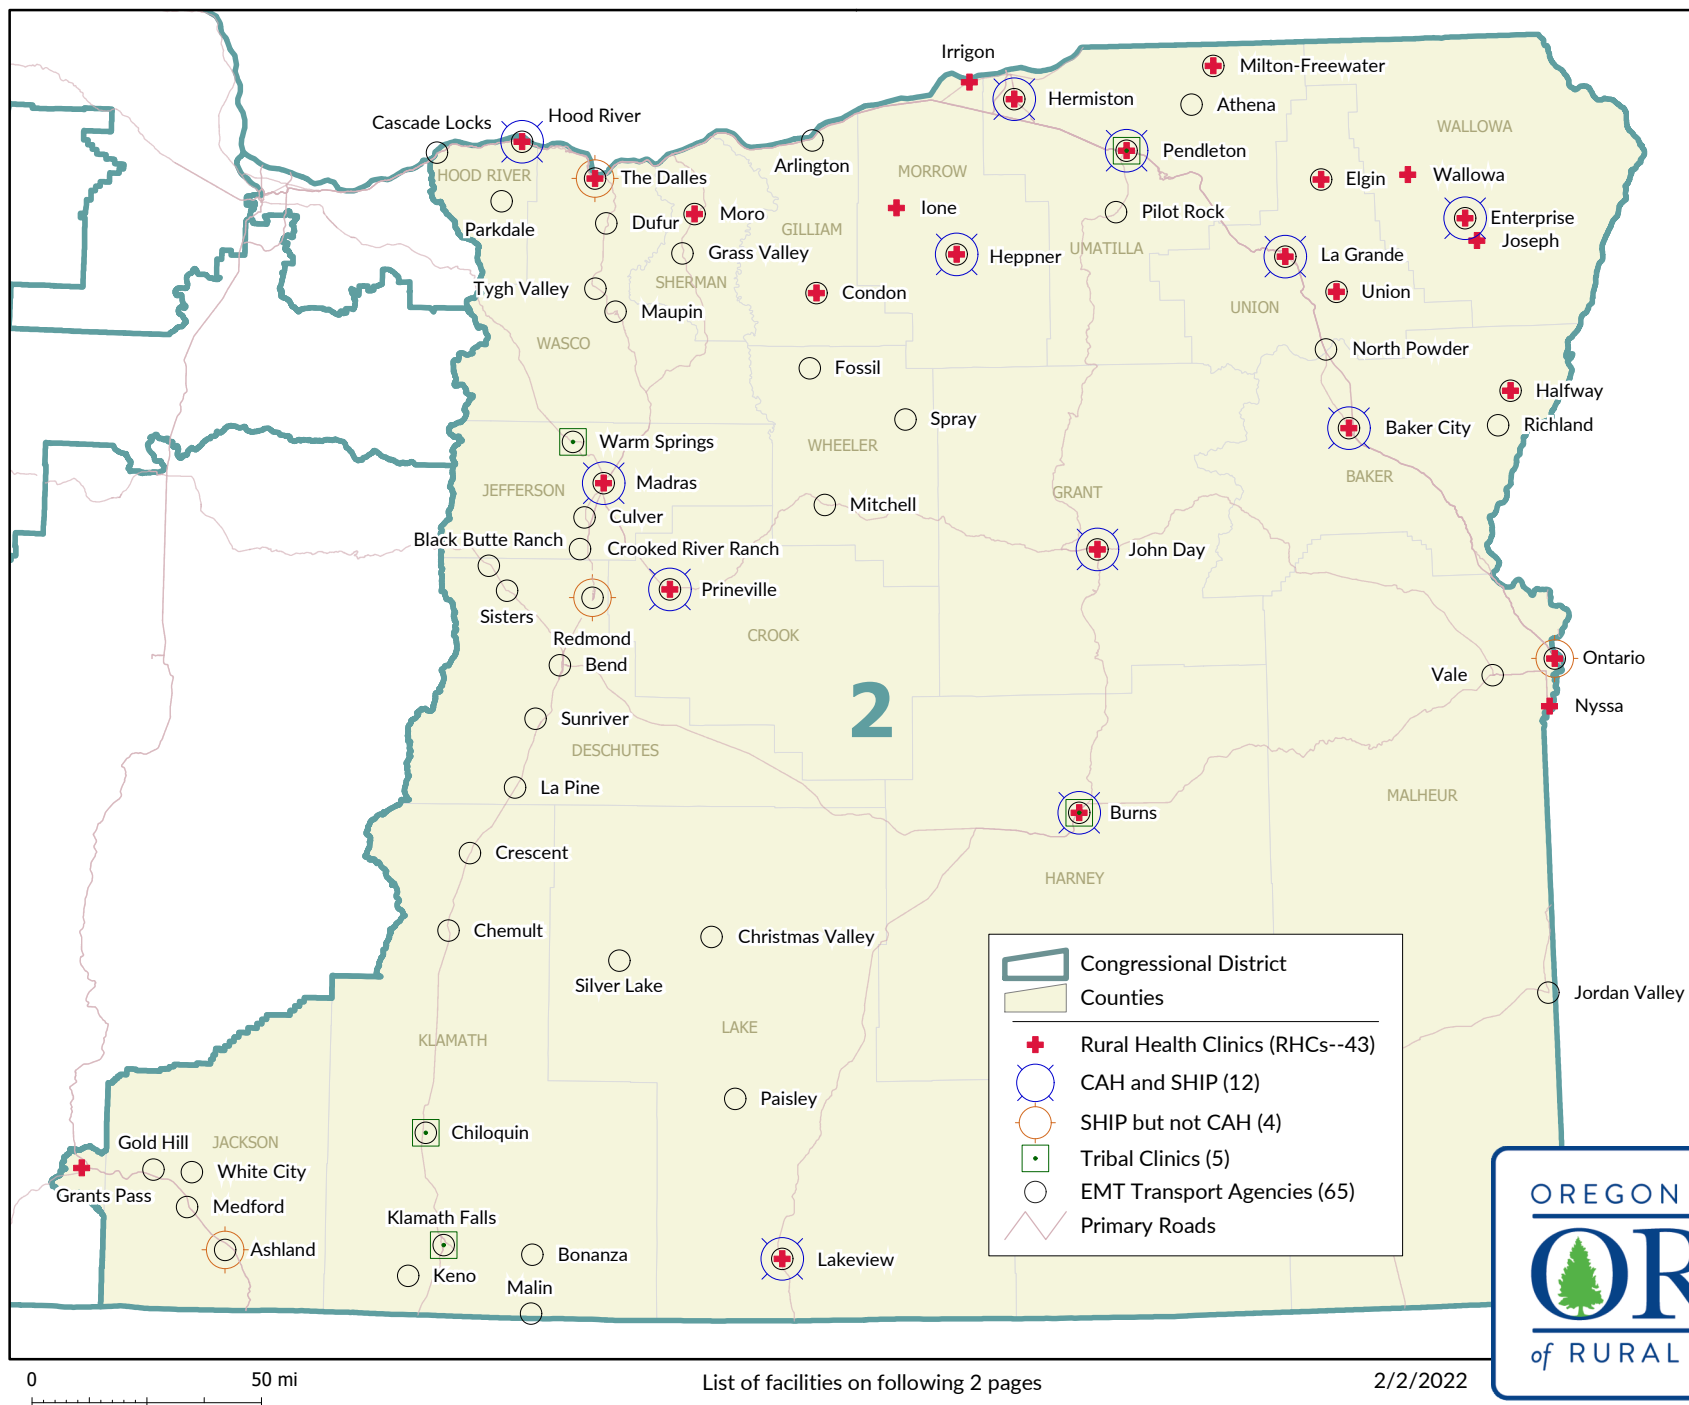 Irrigon
Milton-Freewater
Hermiston
Athena
Hood River
Cascade Locks
WALLOWA
Pendleton
Arlington
MORROW
HOOD RIVER
The Dalles
Elgin
Wallowa
Ione
Moro
Pilot Rock
Enterprise
Parkdale
Dufur
GILLIAM
Joseph
Grass Valley
Heppner
UMATILLA
La Grande
SHERMAN
Tygh Valley
Condon
Union
Maupin
UNION
WASCO
North Powder
Fossil
Halfway
Spray
Richland
Baker City
Warm Springs
WHEELER
BAKER
Madras
JEFFERSON
GRANT
Mitchell
Culver
Black Butte Ranch
Crooked River Ranch
John Day
Prineville
Sisters
Redmond
CROOK
Bend
Ontario
Vale
2
Nyssa
Sunriver
DESCHUTES
La Pine
MALHEUR
Burns
Crescent
HARNEY
Chemult
Christmas Valley
Silver Lake
Jordan Valley
LAKE
KLAMATH
Paisley
Chiloquin
Gold Hill
JACKSON
White City
Grants Pass
Medford
Klamath Falls
Ashland
Bonanza
Keno
Malin
Lakeview
Congressional District
Counties
Rural Health Clinics (RHCs--43)
CAH and SHIP (12)
SHIP but not CAH (4)
Tribal Clinics (5)
EMT Transport Agencies (65)
Primary Roads
OREGON
OR
of RURAL
0 50 mi
List of facilities on following 2 pages
2/2/2022